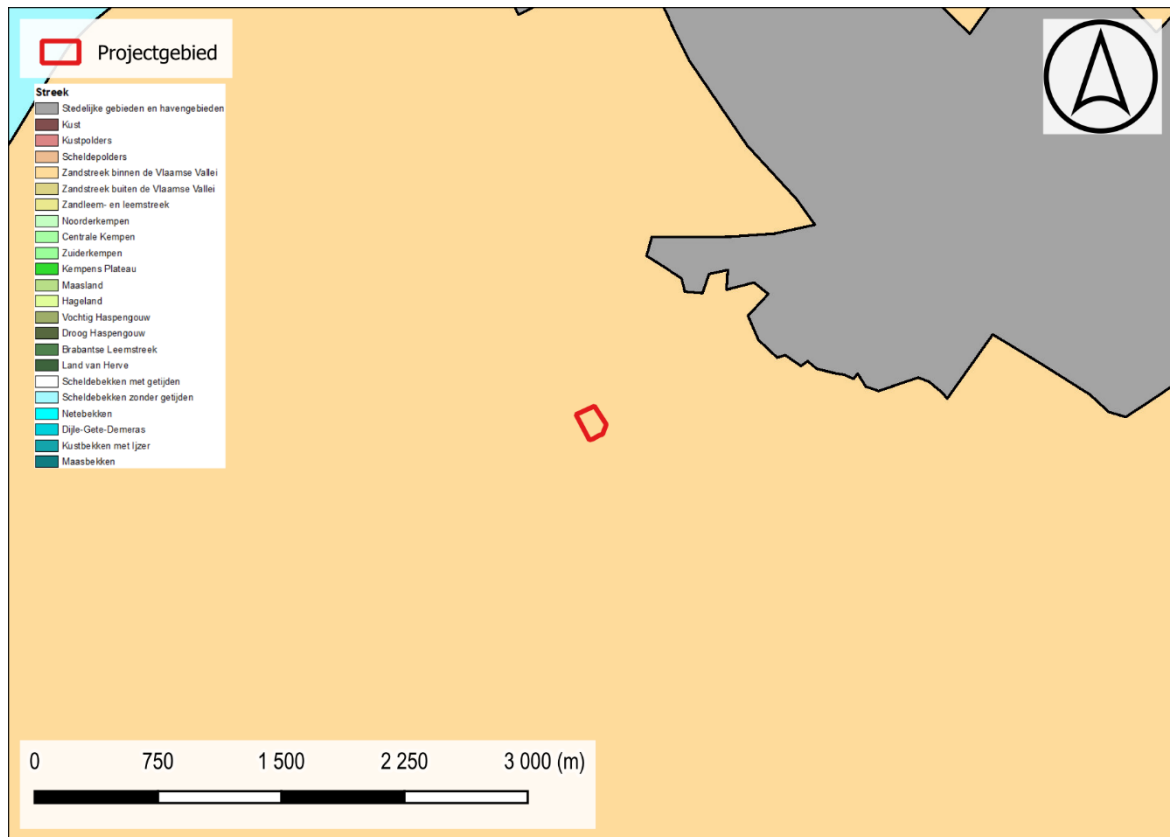 Projectgebied
Streek
Stedelijke gebieden en havengebieden
Kust
Kustpolders
Scheldepolders
Zandstreek binnen de Vlaamse Vallei
Zandstreek buiten de Vlaamse Vallei
Zandleem- en leemstreek
Noorderkempen
Centrale Kempen
Zuiderkempen
Kempens Plateau
Maasland
Hageland
Vochtig Haspengouw
Droog Haspengouw
Brabantse Leemstreek
Land van Herve
Scheldebekken met getijden
Scheldebekken zonder getijden
Netebekken
Dijle-Gete-Demeras
Kustbekken met Ijzer
Maasbekken
0 750 1 500 2 250 3 000 (m)